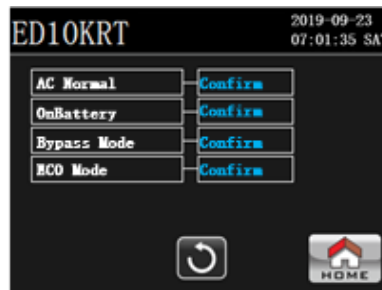 ED10KRT
2019-09-23
07:01:35 SAT
AC Normal Confirm
OnBattery Confirm
Bypass Mode Confirm
ECO Mode Confirm
HOME